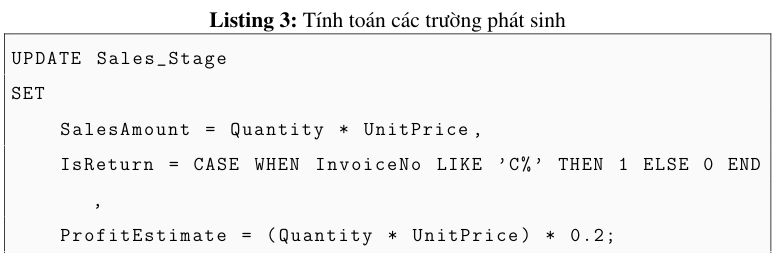 Listing 3: Tính toán các trường phát sinh
UPDATE Sales_Stage
SET
SalesAmount = Quantity * UnitPrice,
IsReturn = CASE WHEN InvoiceNo LIKE ’C%’ THEN 1 ELSE 0 END
,
ProfitEstimate = (Quantity * UnitPrice) * 0.2;